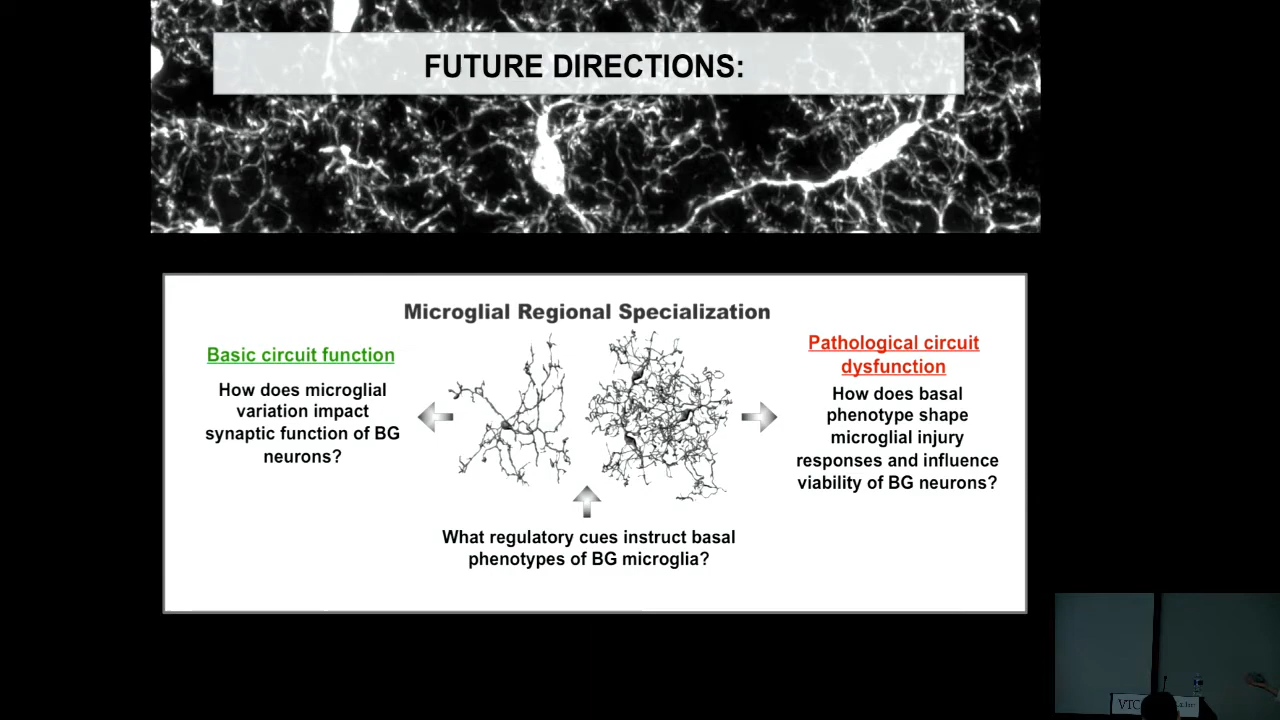 FUTURE DIRECTIONS:
Microglial Regional Specialization
Basic circuit function
How does microglial
variation impact
synaptic function of BG
neurons?
Pathological circuit
dysfunction
How does basal
phenotype shape
microglial injury
responses and influence
viability of BG neurons?
What regulatory cues instruct basal
phenotypes of BG microglia?
VTC